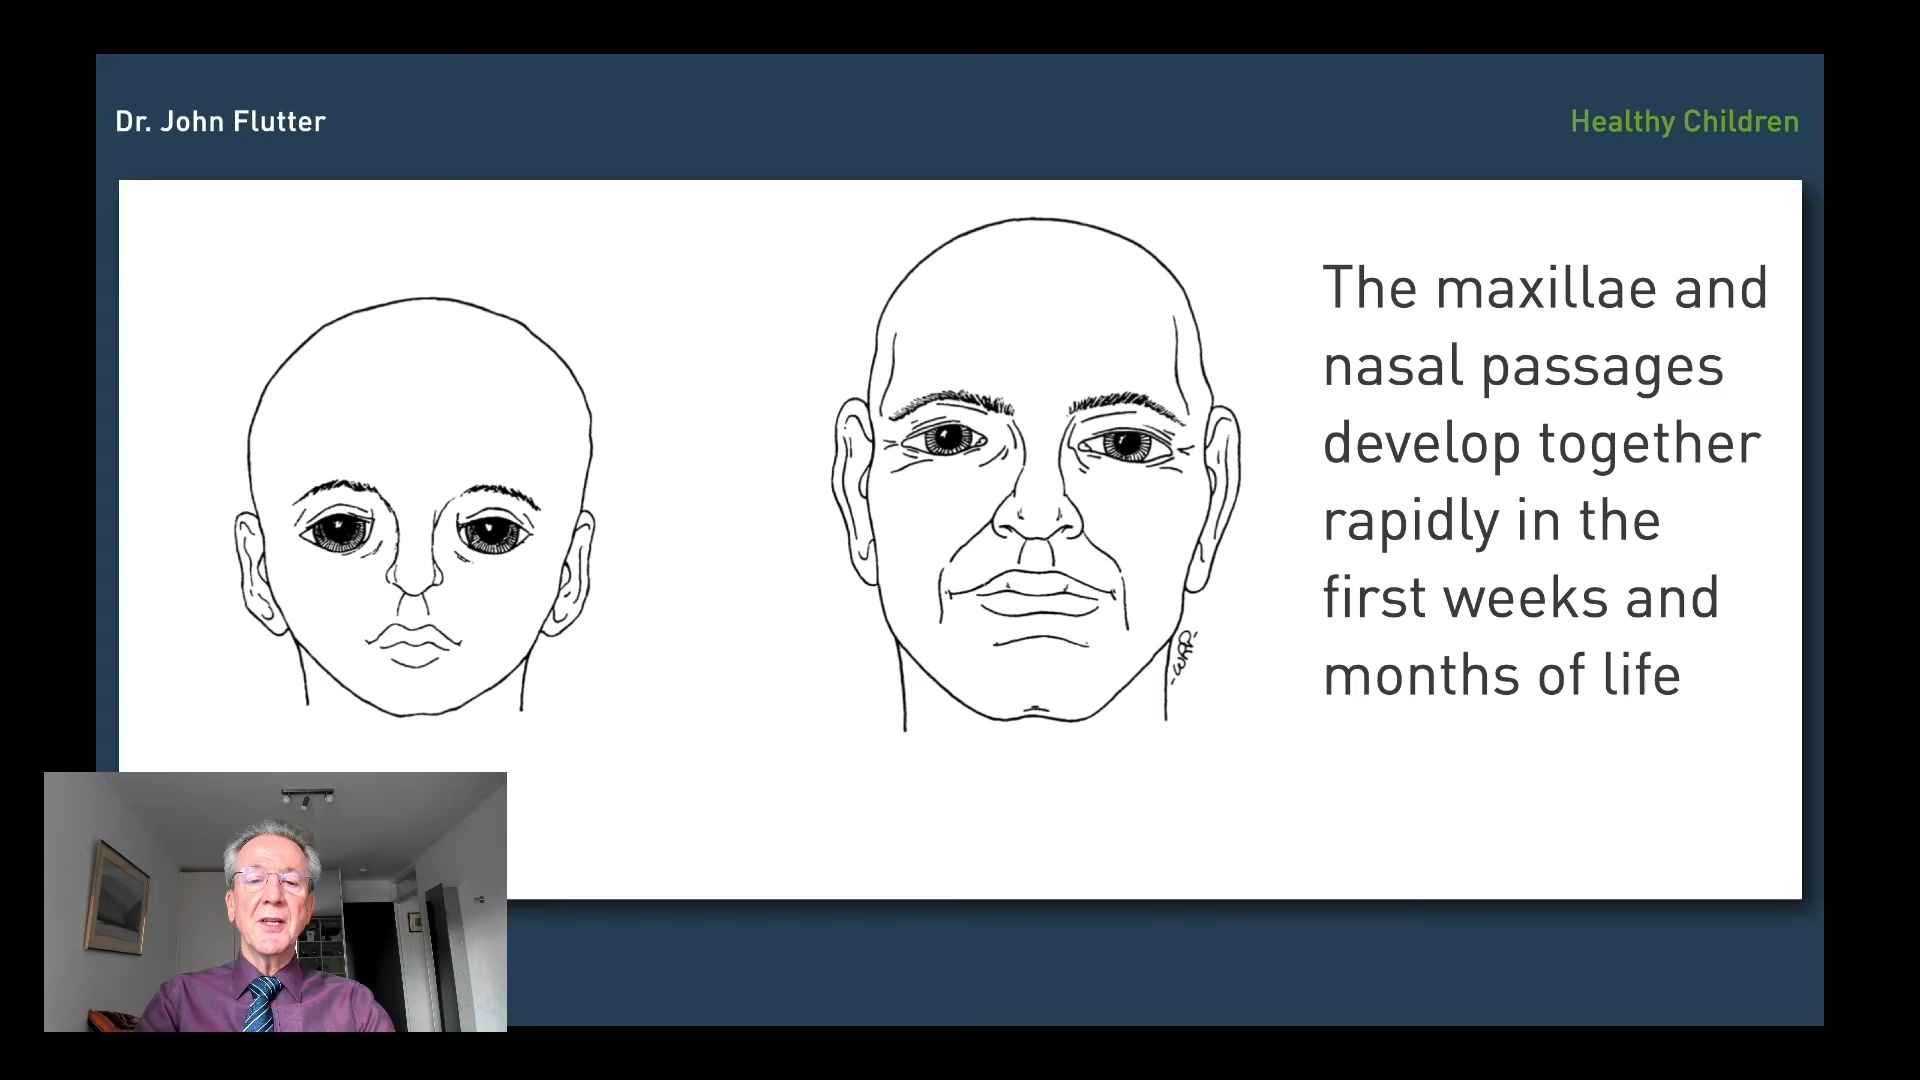 Dr. John Flutter
Healthy Children
The maxillae and
nasal passages
develop together
rapidly in the
first weeks and
months of life